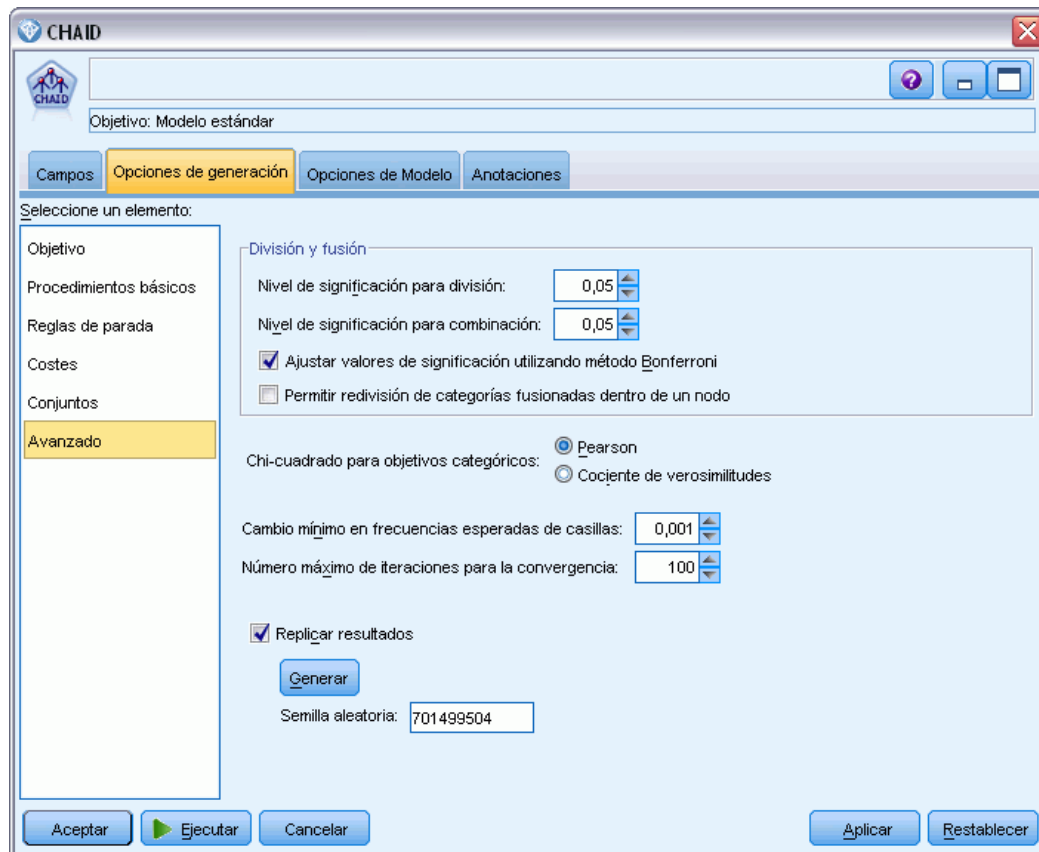 CHAID
CHAID
Objetivo: Modelo estándar
Campos
Opciones de generación
Opciones de Modelo
Anotaciones
Seleccione un elemento:
Objetivo
Procedimientos básicos
Reglas de parada
Costes
Conjuntos
Avanzado
División y fusión
Nivel de significación para división: 0,05
Nivel de significación para combinación: 0,05
Ajustar valores de significación utilizando método Bonferroni
Permitir redivisión de categorías fusionadas dentro de un nodo
Chi-cuadrado para objetivos categóricos:
Pearson
Cociente de verosimilitudes
Cambio mínimo en frecuencias esperadas de casillas: 0,001
Número máximo de iteraciones para la convergencia: 100
Replicar resultados
Generar
Semilla aleatoria: 701499504
Aceptar
Ejecutar
Cancelar
Aplicar
Restablecer